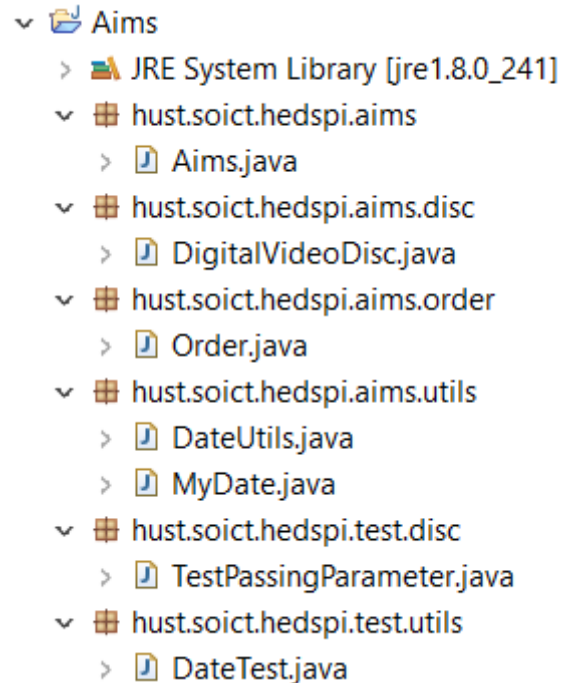 Aims
JRE System Library [jre1.8.0_241]
hust.soict.hedspi.aims
Aims.java
hust.soict.hedspi.aims.disc
DigitalVideoDisc.java
hust.soict.hedspi.aims.order
Order.java
hust.soict.hedspi.aims.utils
DateUtils.java
MyDate.java
hust.soict.hedspi.test.disc
TestPassingParameter.java
hust.soict.hedspi.test.utils
DateTest.java